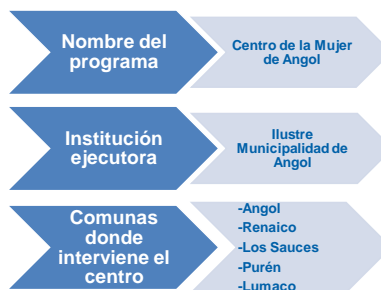 Nombre del
programa
Centro de la Mujer
de Angol
Institución
ejecutora
Ilustre
Municipalidad de
Angol
Comunas
donde
interviene el
centro
-Angol
-Renaico
-Los Sauces
-Purén
-Lumaco